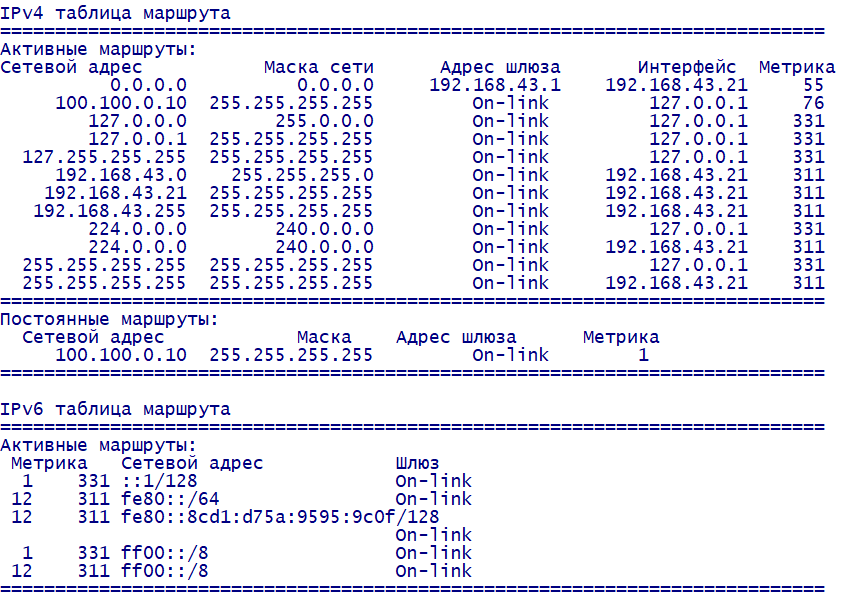 IPv4 таблица маршрута
===========================================================================
Активные маршруты:
Сетевой адрес           Маска сети      Адрес шлюза       Интерфейс  Метрика
          0.0.0.0          0.0.0.0     192.168.43.1    192.168.43.21     55
     100.100.0.10  255.255.255.255         On-link         127.0.0.1     76
        127.0.0.0        255.0.0.0         On-link         127.0.0.1    331
        127.0.0.1  255.255.255.255         On-link         127.0.0.1    331
  127.255.255.255  255.255.255.255         On-link         127.0.0.1    331
     192.168.43.0    255.255.255.0         On-link     192.168.43.21    311
    192.168.43.21  255.255.255.255         On-link     192.168.43.21    311
   192.168.43.255  255.255.255.255         On-link     192.168.43.21    311
        224.0.0.0        240.0.0.0         On-link         127.0.0.1    331
        224.0.0.0        240.0.0.0         On-link     192.168.43.21    311
  255.255.255.255  255.255.255.255         On-link         127.0.0.1    331
  255.255.255.255  255.255.255.255         On-link     192.168.43.21    311
===========================================================================
Постоянные маршруты:
  Сетевой адрес            Маска    Адрес шлюза      Метрика
     100.100.0.10  255.255.255.255         On-link        1
===========================================================================

IPv6 таблица маршрута
===========================================================================
Активные маршруты:
 Метрика   Сетевой адрес            Шлюз
  1    331 ::1/128                  On-link
 12    311 fe80::/64                On-link
 12    311 fe80::8cd1:d75a:9595:9c0f/128
                                    On-link
  1    331 ff00::/8                 On-link
 12    311 ff00::/8                 On-link
===========================================================================